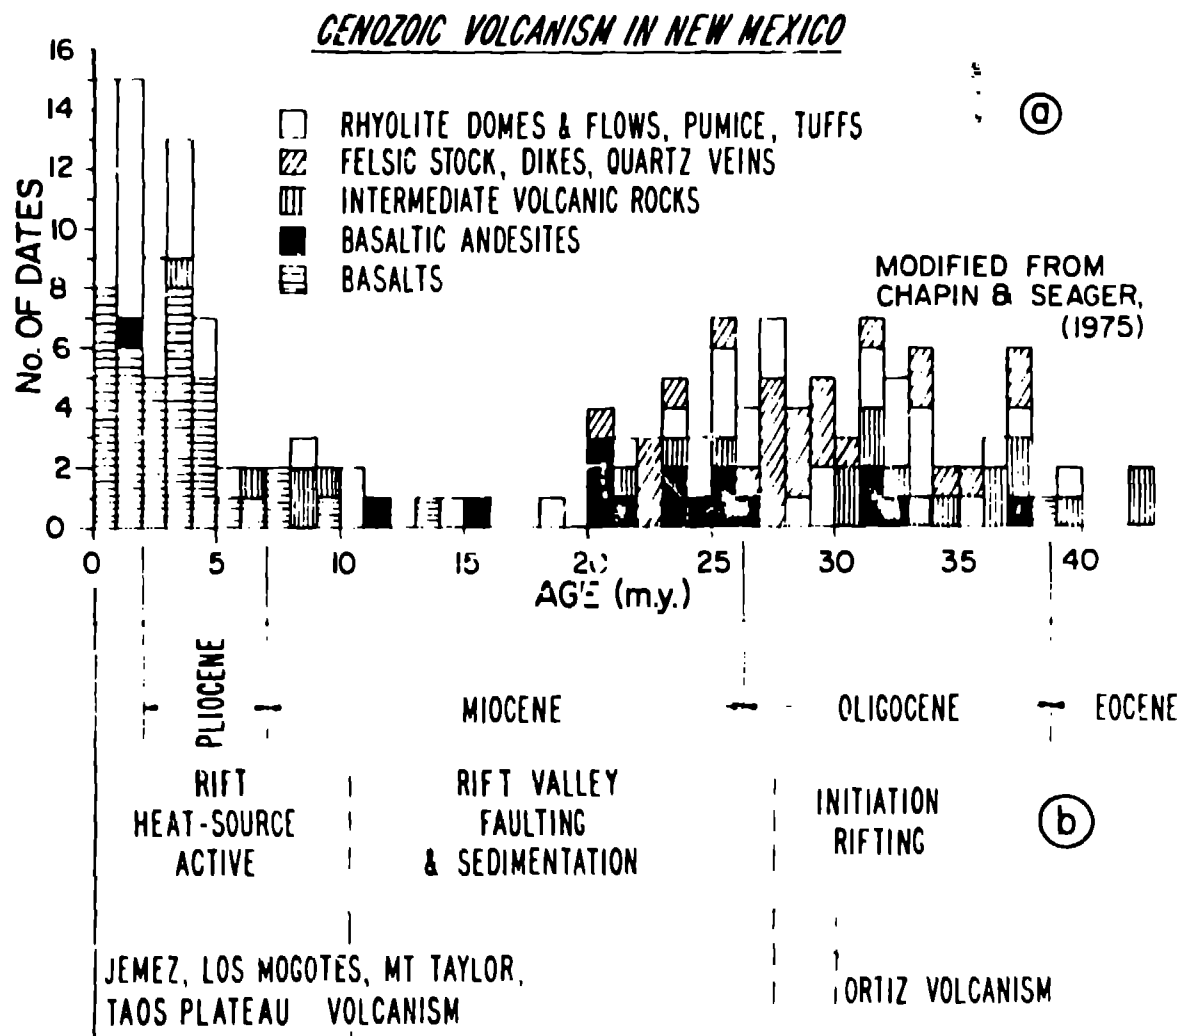 CENOZOIC VOLCANISM IN NEW MEXICO
a
RHYOLITE DOMES & FLOWS, PUMICE, TUFFS
FELSIC STOCK, DIKES, QUARTZ VEINS
INTERMEDIATE VOLCANIC ROCKS
BASALTIC ANDESITES
BASALTS
MODIFIED FROM
CHAPIN & SEAGER,
(1975)
No. OF DATES
16
14
12
10
8
6
4
2
0
0 5 10 15 20 25 30 35 40
AGE (m.y.)
PLIOCENE MIOCENE OLIGOCENE EOCENE
RIFT
HEAT-SOURCE
ACTIVE
RIFT VALLEY
FAULTING
& SEDIMENTATION
INITIATION
RIFTING
b
JEMEZ, LOS MOGOTES, MT TAYLOR,
TAOS PLATEAU VOLCANISM
ORTIZ VOLCANISM